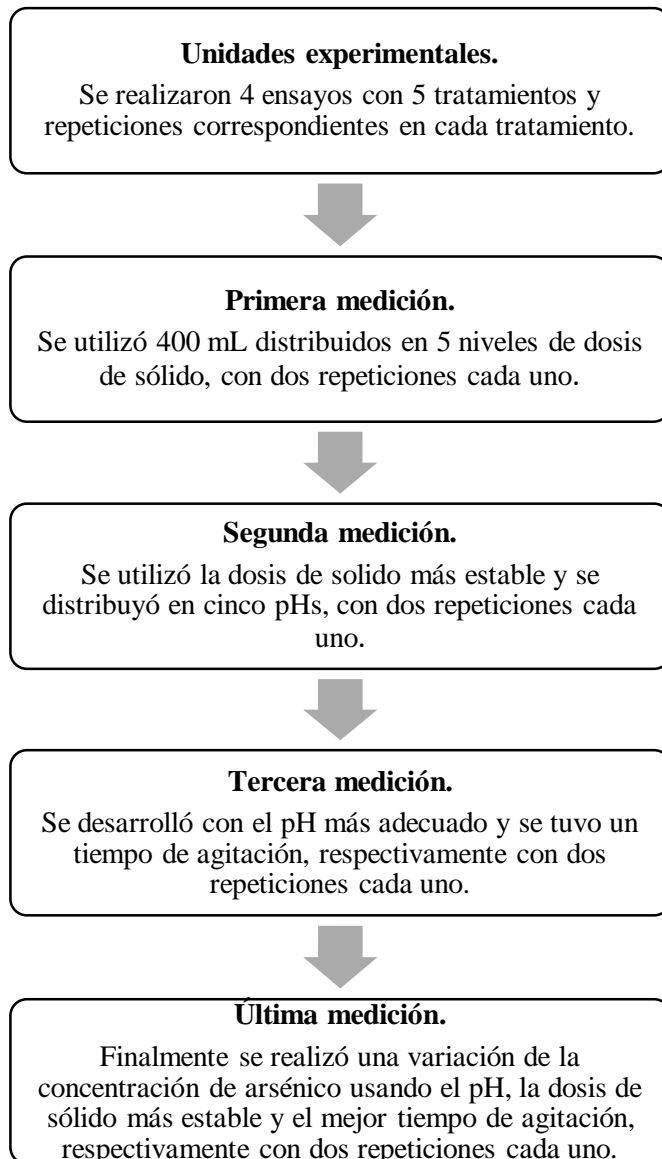 Unidades experimentales.
Se realizaron 4 ensayos con 5 tratamientos y
repeticiones correspondientes en cada tratamiento.
Primera medición.
Se utilizó 400 mL distribuidos en 5 niveles de dosis
de sólido, con dos repeticiones cada uno.
Segunda medición.
Se utilizó la dosis de solido más estable y se
distribuyó en cinco pHs, con dos repeticiones cada
uno.
Tercera medición.
Se desarrolló con el pH más adecuado y se tuvo un
tiempo de agitación, respectivamente con dos
repeticiones cada uno.
Última medición.
Finalmente se realizó una variación de la
concentración de arsénico usando el pH, la dosis de
sólido más estable y el mejor tiempo de agitación,
respectivamente con dos repeticiones cada uno.